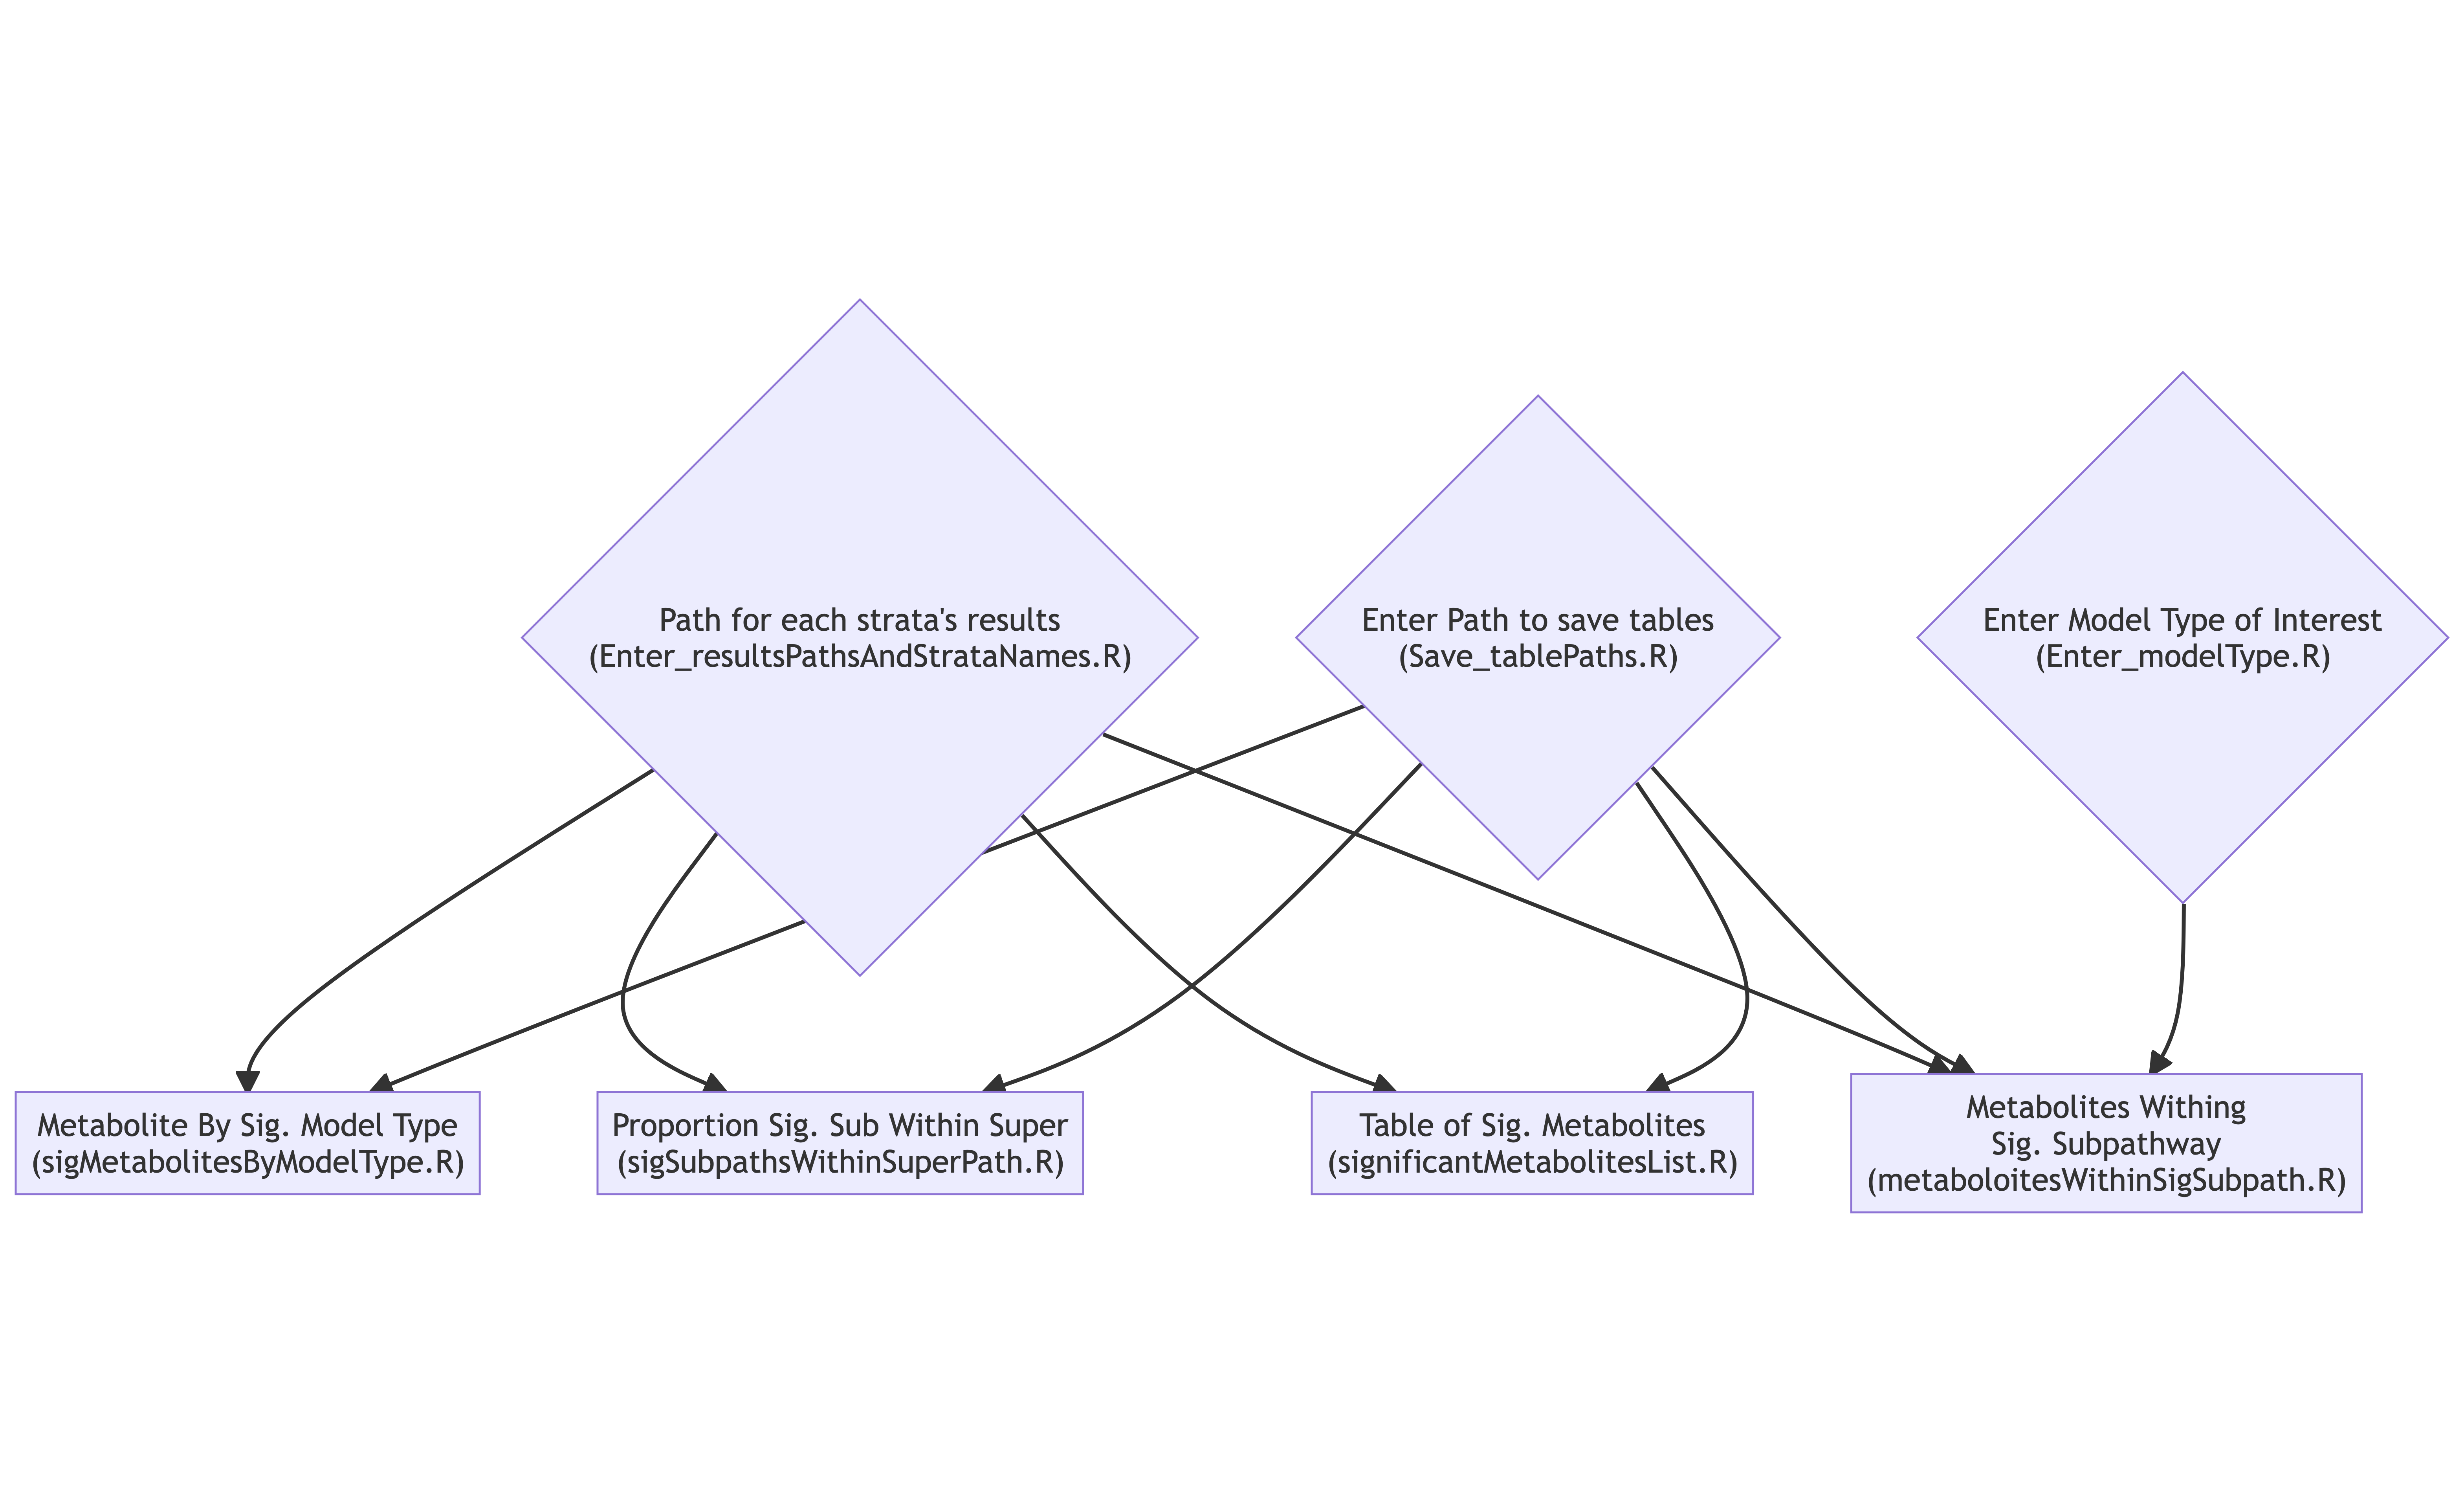 Path for each strata's results
(Enter_resultsPathsAndStrataNames.R)
Enter Path to save tables
(Save_tablePaths.R)
Enter Model Type of Interest
(Enter_modelType.R)
Metabolite By Sig. Model Type
(sigMetabolitesByModelType.R)
Proportion Sig. Sub Within Super
(sigSubpathsWithinSuperPath.R)
Table of Sig. Metabolites
(significantMetabolitesList.R)
Metabolites Withing
Sig. Subpathway
(metaboloitesWithinSigSubpath.R)